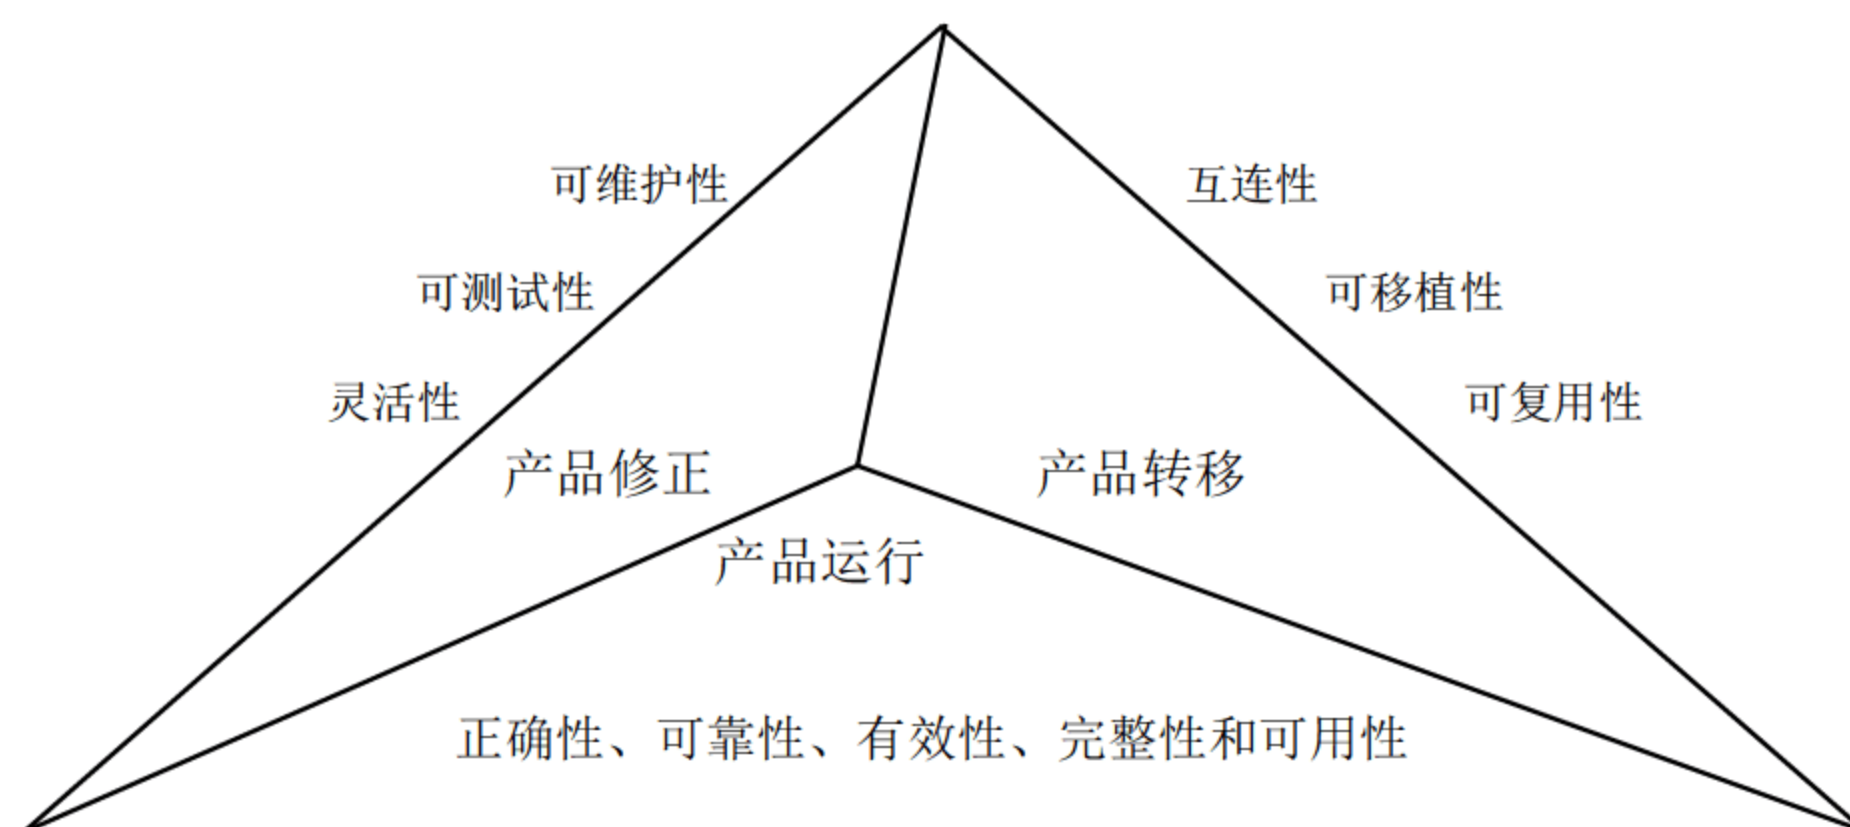 可维护性
互连性
可测试性
可移植性
灵活性
可复用性
产品修正
产品转移
产品运行
正确性、可靠性、有效性、完整性和可用性